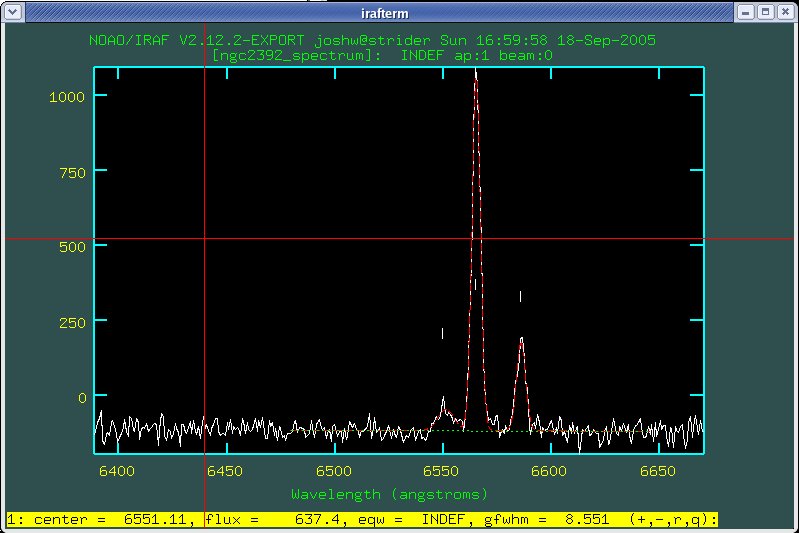 irafterm
NOAO/IRAF V2.12.2-EXPORT joshw@strider Sun 16:59:58 18-Sep-2005
[ngc2392_spectrum]: INDEF ap:1 beam:0
1000
750
500
250
0
6400 6450 6500 6550 6600 6650
Wavelength (angstroms)
1: center = 6551.11, flux = 637.4, eqw = INDEF, gfwhm = 8.551 (+,-,r,q):